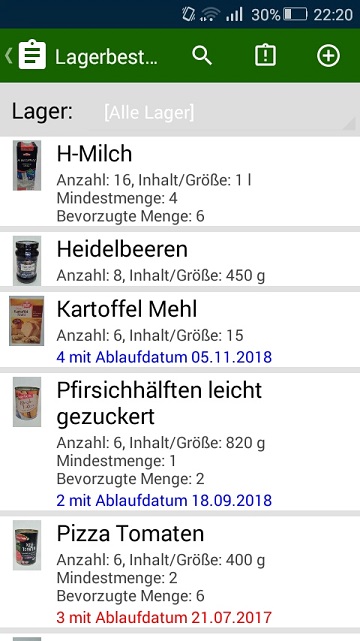 30% 22:20
Lagerbest...
Lager: [Alle Lager]
H-Milch
Anzahl: 16, Inhalt/Größe: 1 l
Mindestmenge: 4
Bevorzugte Menge: 6
Heidelbeeren
Anzahl: 8, Inhalt/Größe: 450 g
Kartoffel Mehl
Anzahl: 6, Inhalt/Größe: 15
4 mit Ablaufdatum 05.11.2018
Pfirsichhälften leicht
gezuckert
Anzahl: 6, Inhalt/Größe: 820 g
Mindestmenge: 1
Bevorzugte Menge: 2
2 mit Ablaufdatum 18.09.2018
Pizza Tomaten
Anzahl: 6, Inhalt/Größe: 400 g
Mindestmenge: 2
Bevorzugte Menge: 6
3 mit Ablaufdatum 21.07.2017